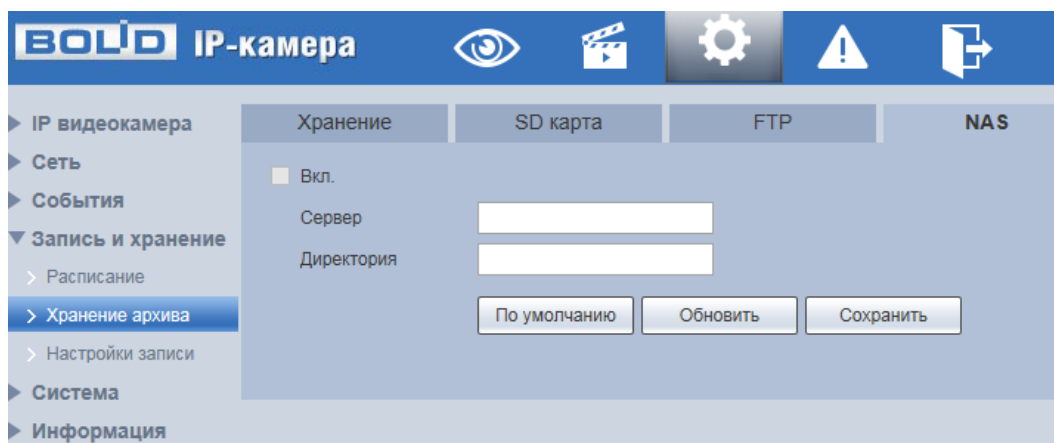 BOLID IP-камера
IP видеокамера
Сеть
События
Запись и хранение
Расписание
Хранение архива
Настройки записи
Система
Информация
Хранение SD карта FTP NAS
Вкл.
Сервер
Директория
По умолчанию Обновить Сохранить